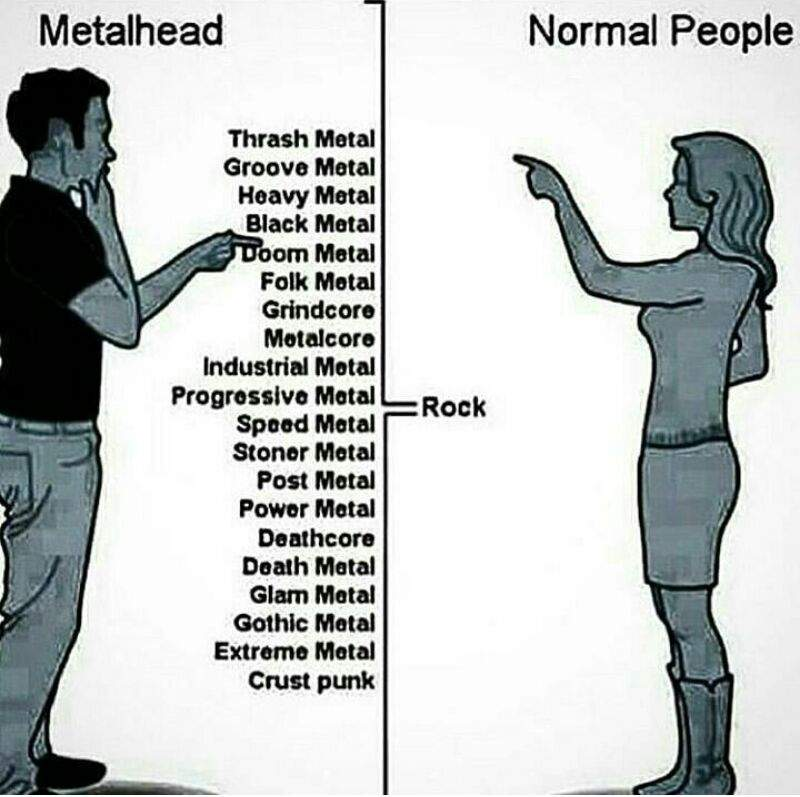 Metalhead
Normal People
Thrash Metal
Groove Metal
Heavy Metal
Black Metal
Doom Metal
Folk Metal
Grindcore
Metalcore
Industrial Metal
Progressive Metal
Rock
Speed Metal
Stoner Metal
Post Metal
Power Metal
Deathcore
Death Metal
Glam Metal
Gothic Metal
Extreme Metal
Crust punk